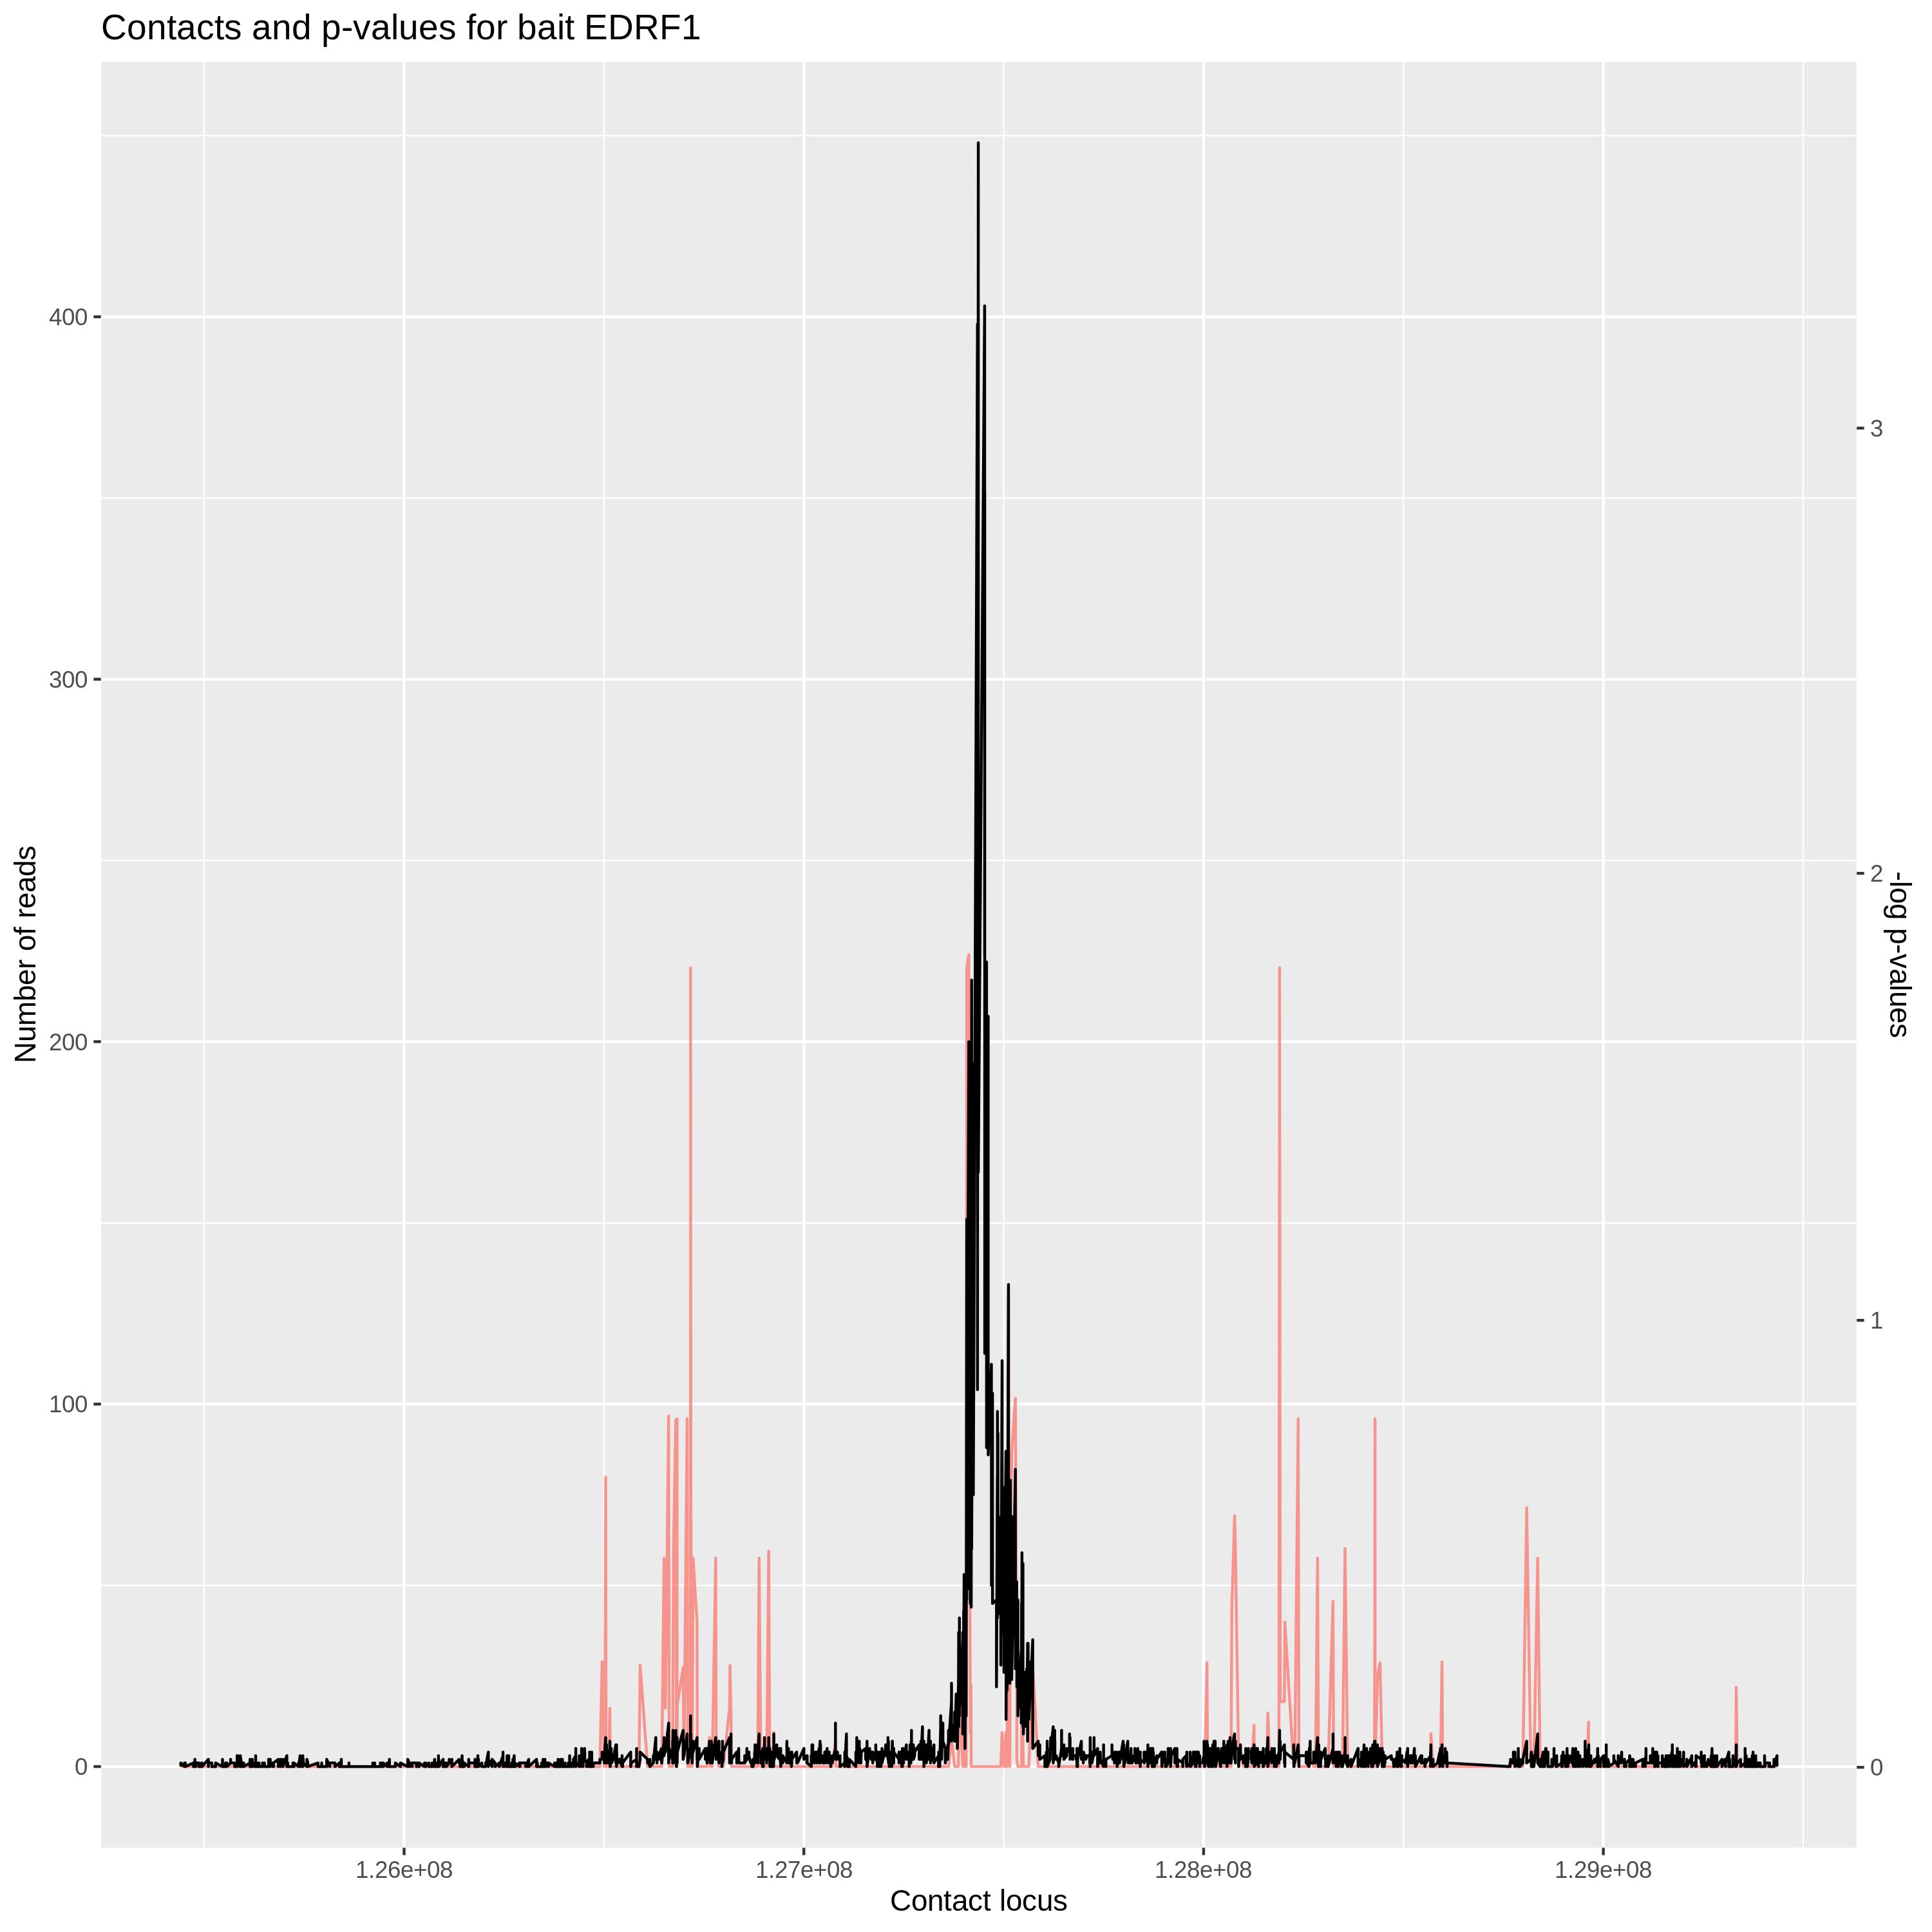 Contacts and p-values for bait EDRF1
400
300
200
100
0
Number of reads
3
2
1
0
-log p-values
1.26e+08
1.27e+08
1.28e+08
1.29e+08
Contact locus